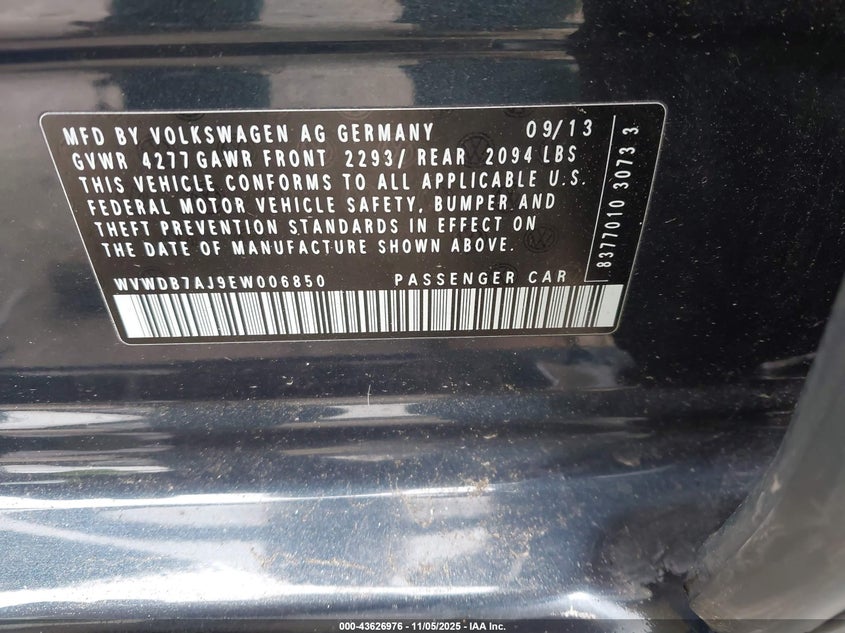 MFD BY VOLKSWAGEN AG GERMANY 09/13
GVWR 4277 GAWR FRONT 2293/ REAR 2094 LBS
THIS VEHICLE CONFORMS TO ALL APPLICABLE U.S.
FEDERAL MOTOR VEHICLE SAFETY, BUMPER AND
THEFT PREVENTION STANDARDS IN EFFECT ON
THE DATE OF MANUFACTURE SHOWN ABOVE.
WVWDB7AJ9EW006850 PASSENGER CAR
8377010 3073 3
000-43626976 - 11/05/2025 - IAA Inc.